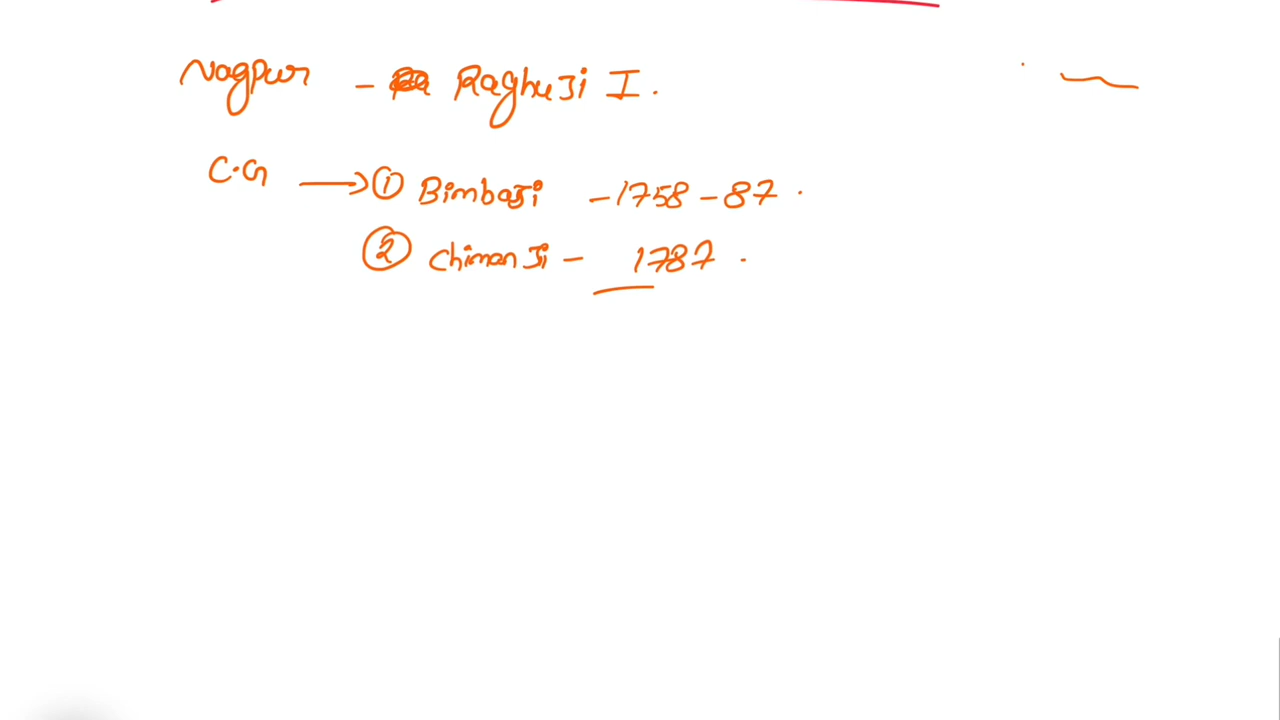 Nagpur - RaghuJi I.
C.G → ① BimbaJi - 1758 - 87.
② ChimanJi - 1787.